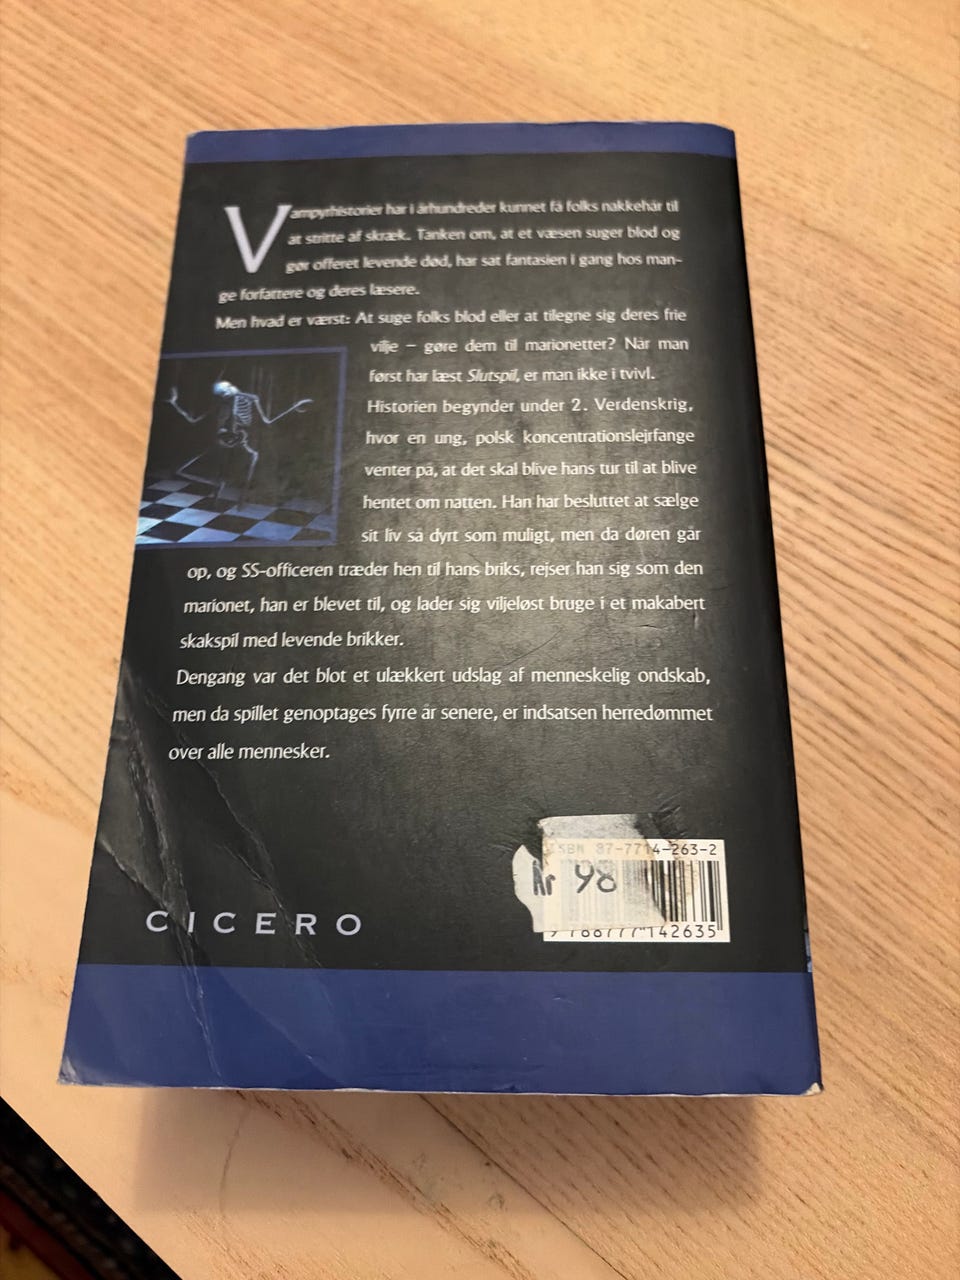 Vampyrhistorier har i århundreder kunnet få folks nakkehår til
at stritte af skræk. Tanken om, at et væsen suger blod og
gør offeret levende død, har sat fantasien i gang hos man-
ge forfattere og deres læsere.
Men hvad er værst: At suge folks blod eller at tilegne sig deres frie
vilje – gøre dem til marionetter? Når man
først har læst Slutspil, er man ikke i tvivl.
Historien begynder under 2. Verdenskrig,
hvor en ung, polsk koncentrationslejrfange
venter på, at det skal blive hans tur til at blive
hentet om natten. Han har besluttet at sælge
sit liv så dyrt som muligt, men da døren går
op, og SS-officeren træder hen til hans briks, rejser han sig som den
marionet, han er blevet til, og lader sig viljeløst bruge i et makabert
skakspil med levende brikker.
Dengang var det blot et ulækkert udslag af menneskelig ondskab,
men da spillet genoptages fyrre år senere, er indsatsen herredømmet
over alle mennesker.
ISBN 87-7714-263-2
kr 98
9 788777 142635
CICERO